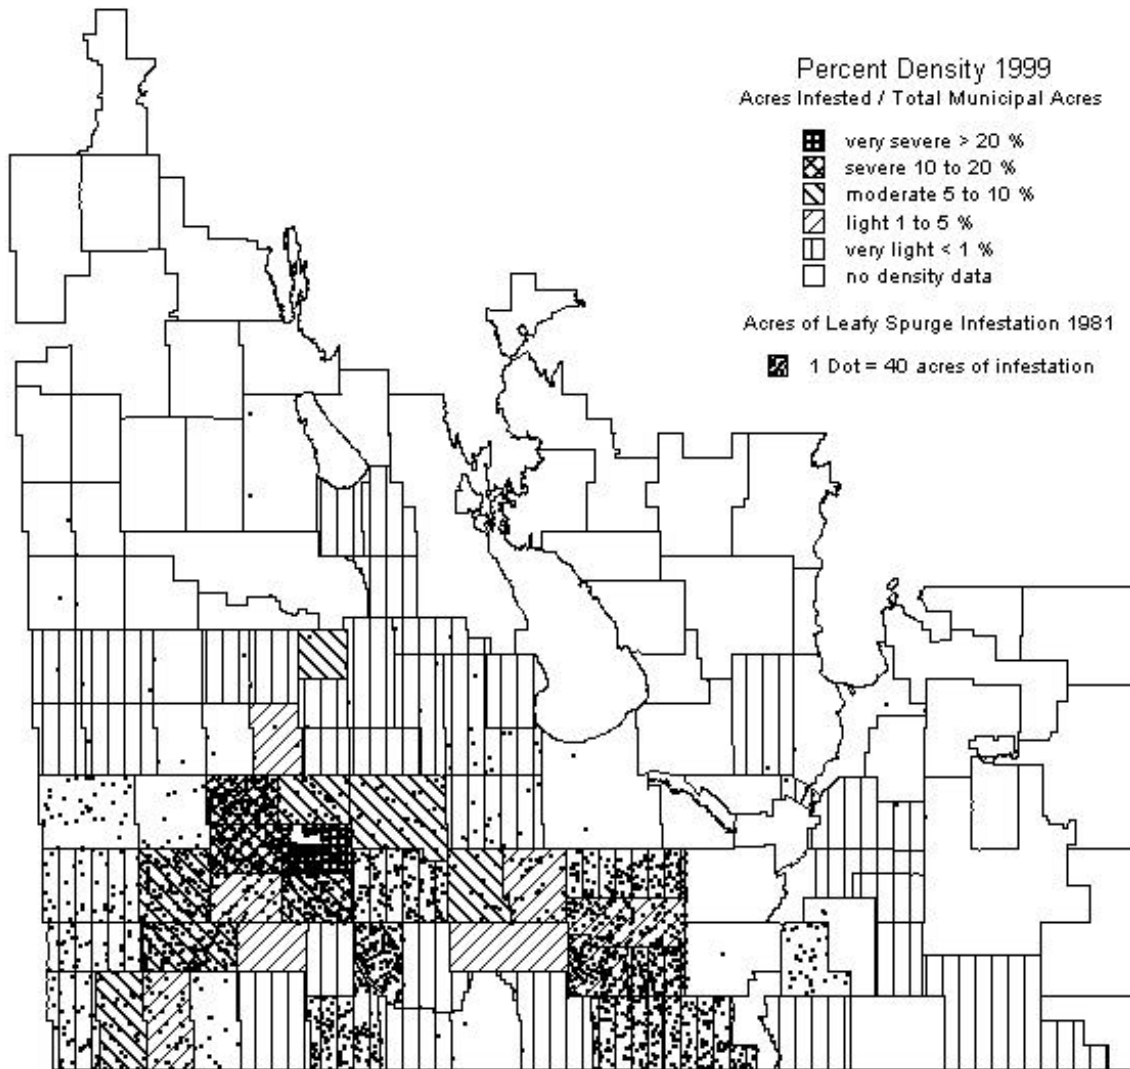 Percent Density 1999
Acres Infested / Total Municipal Acres
very severe > 20 %
severe 10 to 20 %
moderate 5 to 10 %
light 1 to 5 %
very light < 1 %
no density data
Acres of Leafy Spurge Infestation 1981
1 Dot = 40 acres of infestation